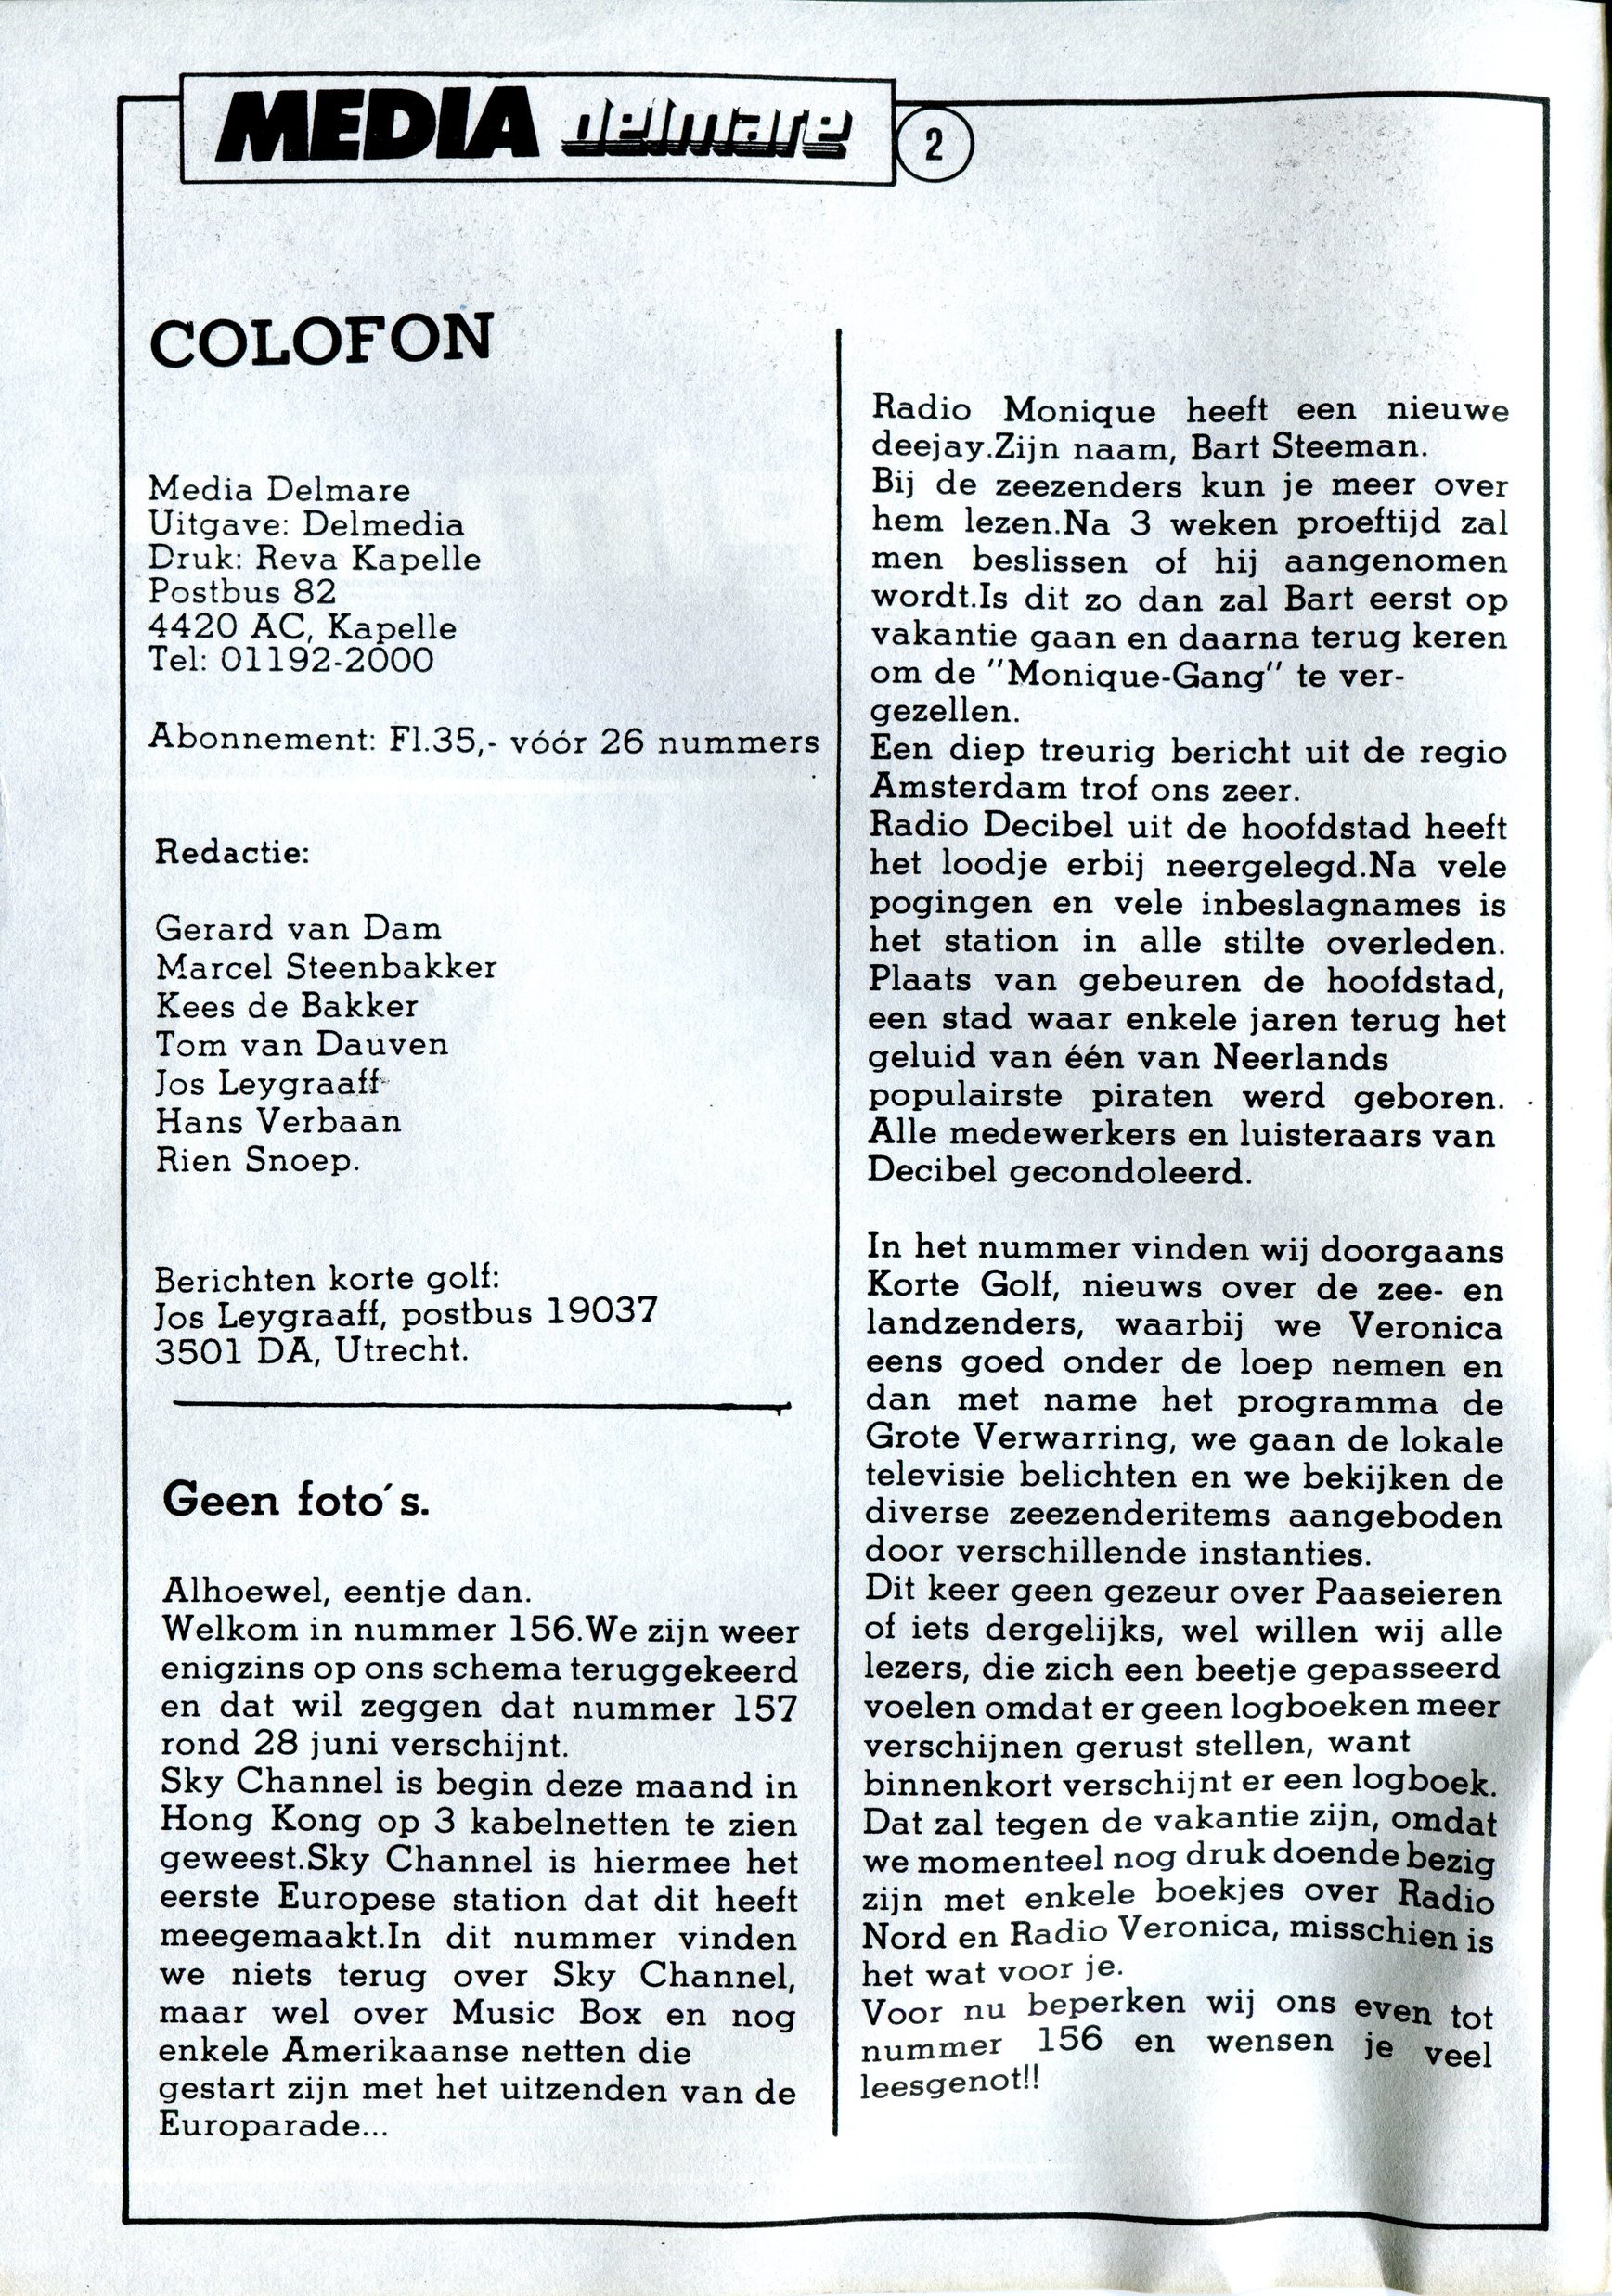 MEDIA delmare
2
COLOFON
Media Delmare
Uitgave: Delmedia
Druk: Reva Kapelle
Postbus 82
4420 AC, Kapelle
Tel: 01192-2000
Abonnement: Fl.35,- vóór 26 nummers
Redactie:
Gerard van Dam
Marcel Steenbakker
Kees de Bakker
Tom van Dauven
Jos Leygraaff
Hans Verbaan
Rien Snoep.
Berichten korte golf:
Jos Leygraaff, postbus 19037
3501 DA, Utrecht.
Geen foto´s.
Alhoewel, eentje dan.
Welkom in nummer 156.We zijn weer
enigzins op ons schema teruggekeerd
en dat wil zeggen dat nummer 157
rond 28 juni verschijnt.
Sky Channel is begin deze maand in
Hong Kong op 3 kabelnetten te zien
geweest.Sky Channel is hiermee het
eerste Europese station dat dit heeft
meegemaakt.In dit nummer vinden
we niets terug over Sky Channel,
maar wel over Music Box en nog
enkele Amerikaanse netten die
gestart zijn met het uitzenden van de
Europarade...
Radio Monique heeft een nieuwe
deejay.Zijn naam, Bart Steeman.
Bij de zeezenders kun je meer over
hem lezen.Na 3 weken proeftijd zal
men beslissen of hij aangenomen
wordt.Is dit zo dan zal Bart eerst op
vakantie gaan en daarna terug keren
om de "Monique-Gang" te ver-
gezellen.
Een diep treurig bericht uit de regio
Amsterdam trof ons zeer.
Radio Decibel uit de hoofdstad heeft
het loodje erbij neergelegd.Na vele
pogingen en vele inbeslagnames is
het station in alle stilte overleden.
Plaats van gebeuren de hoofdstad,
een stad waar enkele jaren terug het
geluid van één van Neerlands
populairste piraten werd geboren.
Alle medewerkers en luisteraars van
Decibel gecondoleerd.
In het nummer vinden wij doorgaans
Korte Golf, nieuws over de zee- en
landzenders, waarbij we Veronica
eens goed onder de loep nemen en
dan met name het programma de
Grote Verwarring, we gaan de lokale
televisie belichten en we bekijken de
diverse zeezenderitems aangeboden
door verschillende instanties.
Dit keer geen gezeur over Paaseieren
of iets dergelijks, wel willen wij alle
lezers, die zich een beetje gepasseerd
voelen omdat er geen logboeken meer
verschijnen gerust stellen, want
binnenkort verschijnt er een logboek.
Dat zal tegen de vakantie zijn, omdat
we momenteel nog druk doende bezig
zijn met enkele boekjes over Radio
Nord en Radio Veronica, misschien is
het wat voor je.
Voor nu beperken wij ons even tot
nummer 156 en wensen je veel
leesgenot!!